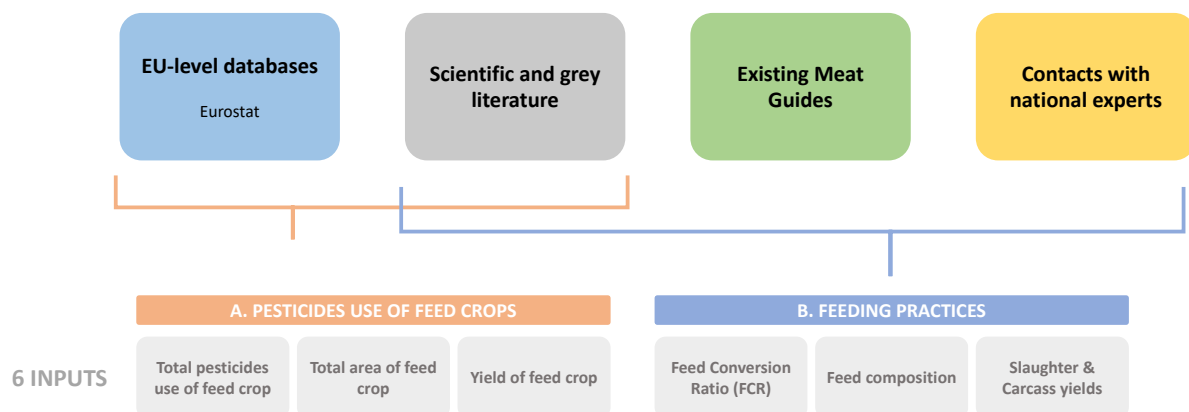 EU-level databases
Eurostat
Scientific and grey
literature
Existing Meat
Guides
Contacts with
national experts
A. PESTICIDES USE OF FEED CROPS
B. FEEDING PRACTICES
6 INPUTS
Total pesticides
use of feed crop
Total area of feed
crop
Yield of feed crop
Feed Conversion
Ratio (FCR)
Feed composition
Slaughter &
Carcass yields